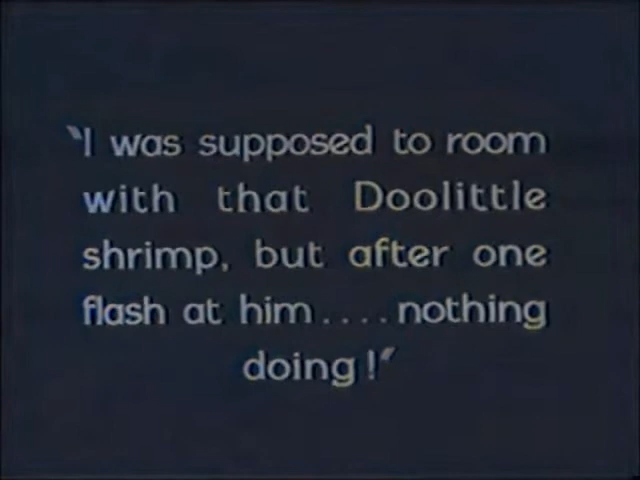 "I was supposed to room
with that Doolittle
shrimp, but after one
flash at him....nothing
doing!"